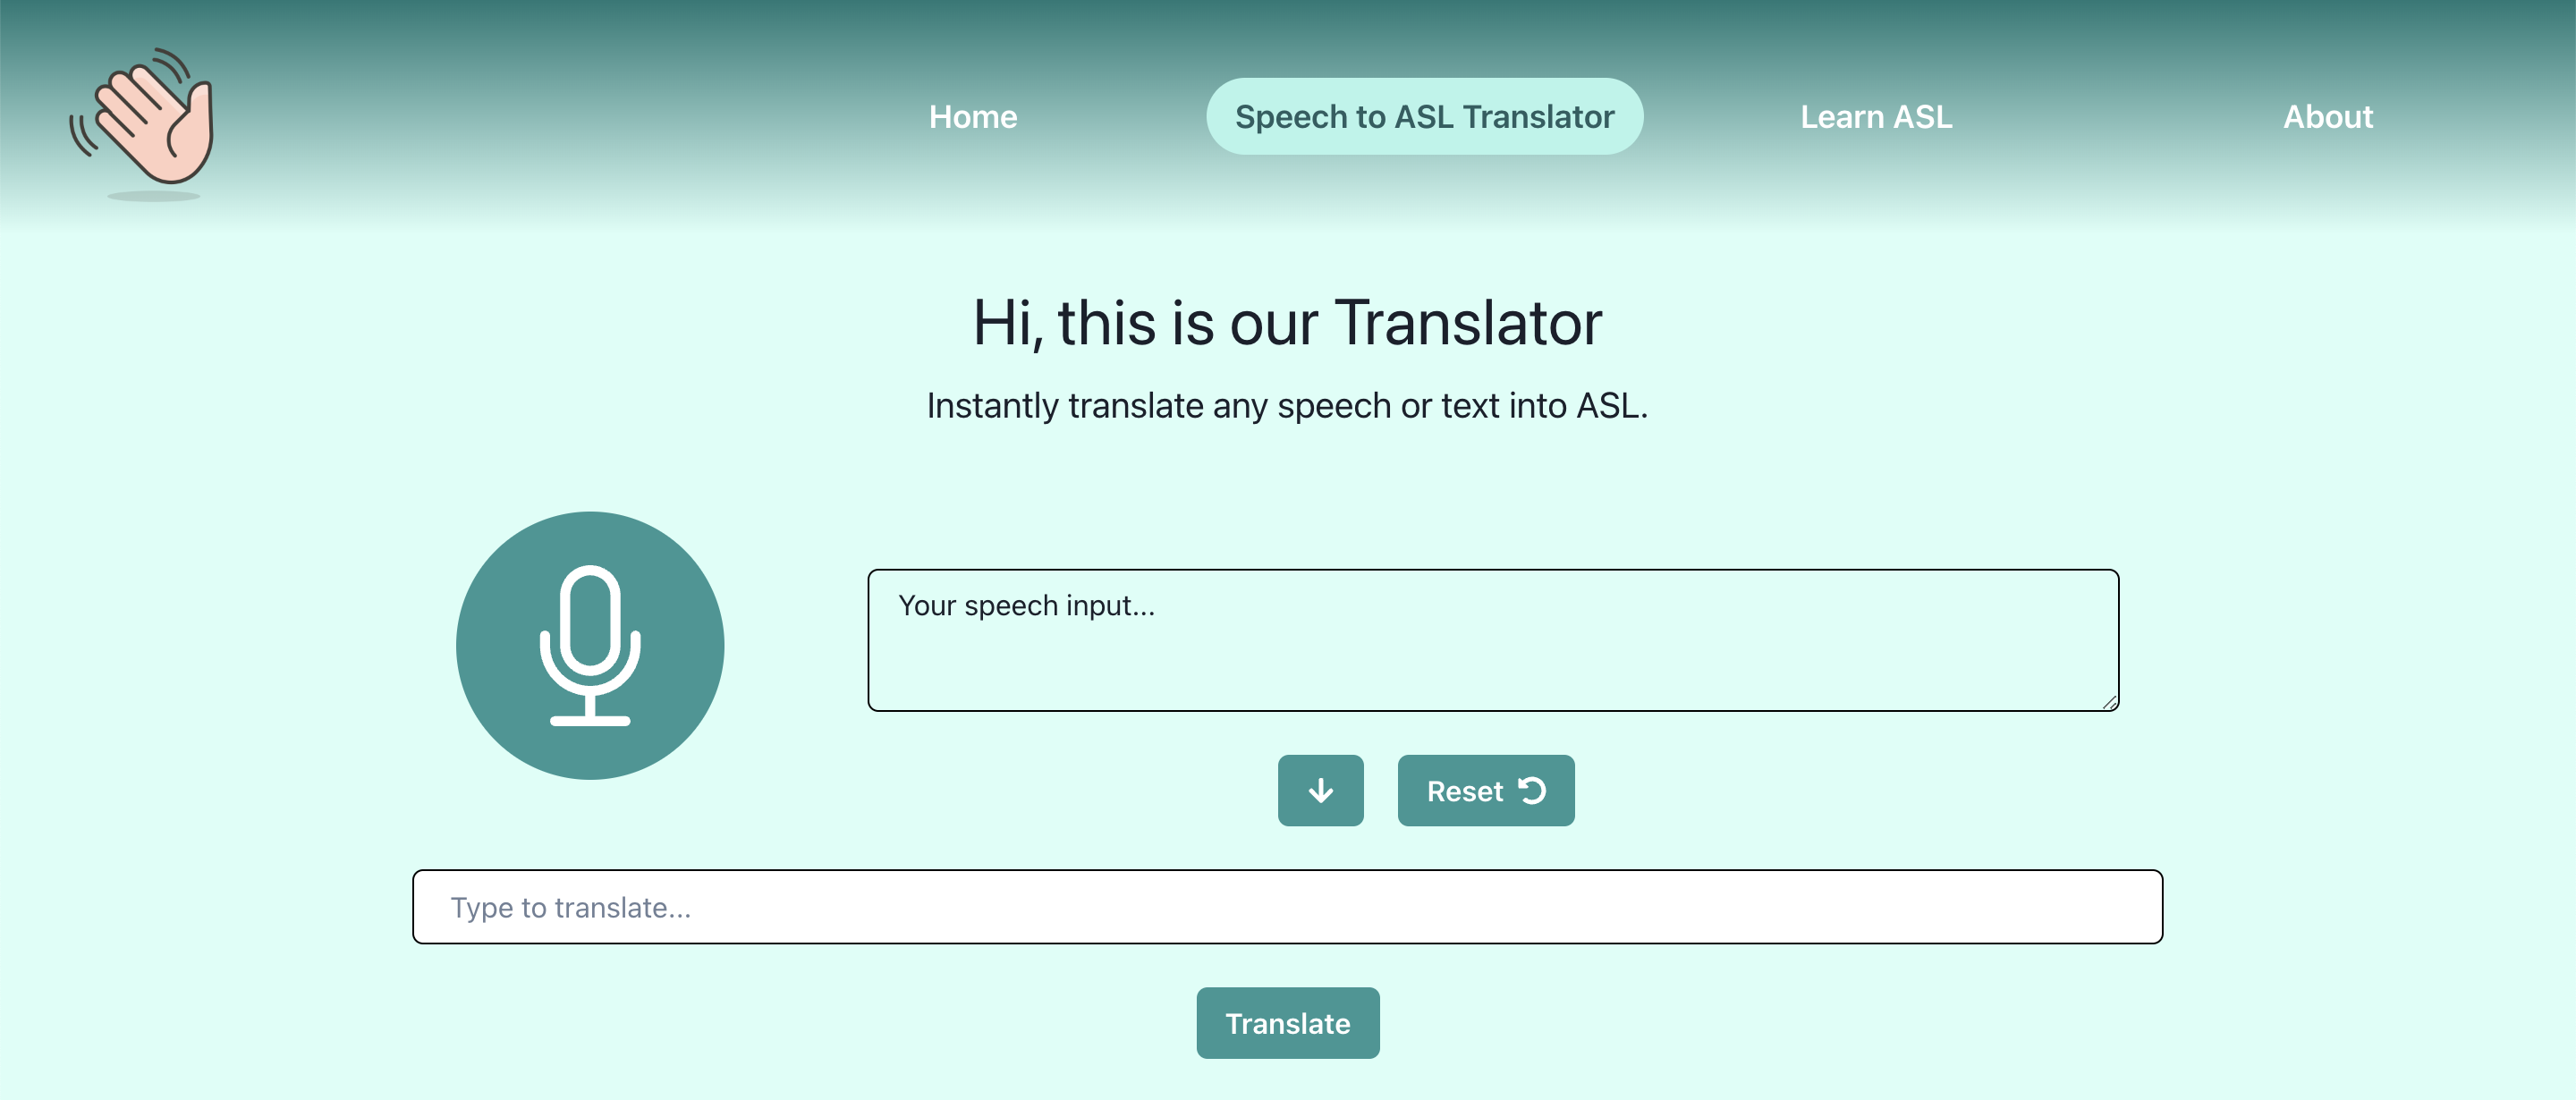 Home
Speech to ASL Translator
Learn ASL
About
Hi, this is our Translator
Instantly translate any speech or text into ASL.
Your speech input...
Reset
Type to translate...
Translate